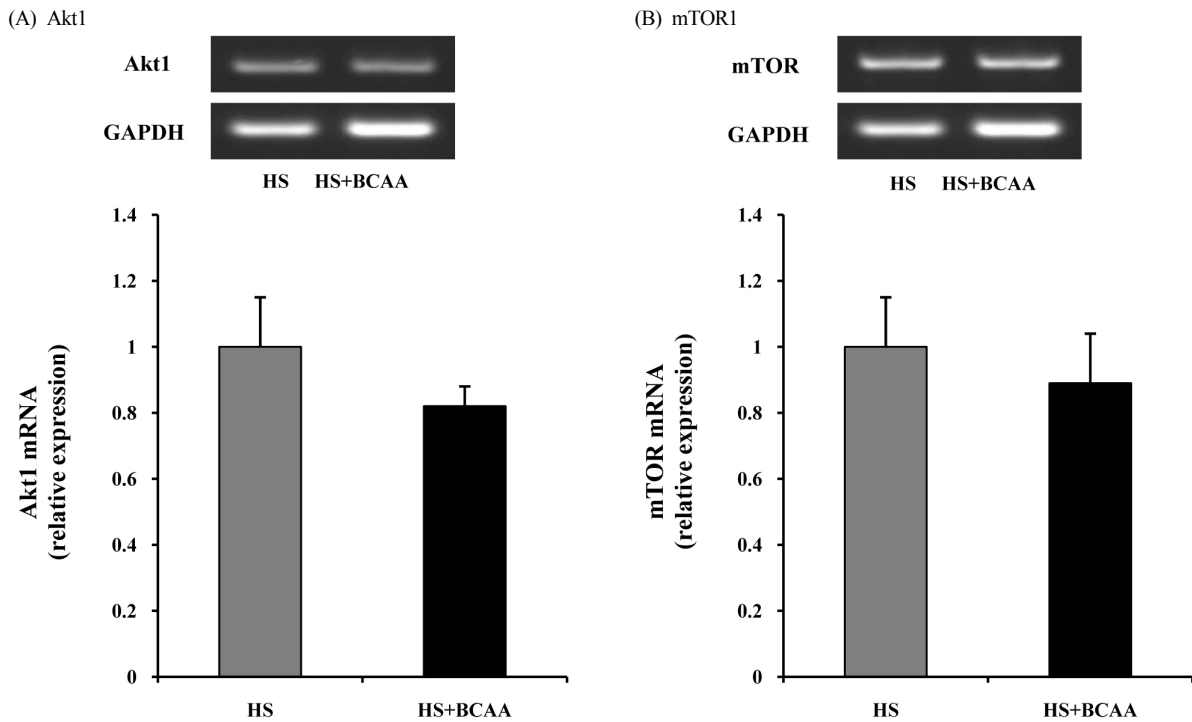 (A) Akt1
Akt1
GAPDH
HS HS+BCAA
1.4
1.2
1
0.8
0.6
0.4
0.2
0
Akt1 mRNA
(relative expression)
HS HS+BCAA
(B) mTOR1
mTOR
GAPDH
HS HS+BCAA
1.4
1.2
1
0.8
0.6
0.4
0.2
0
mTOR mRNA
(relative expression)
HS HS+BCAA